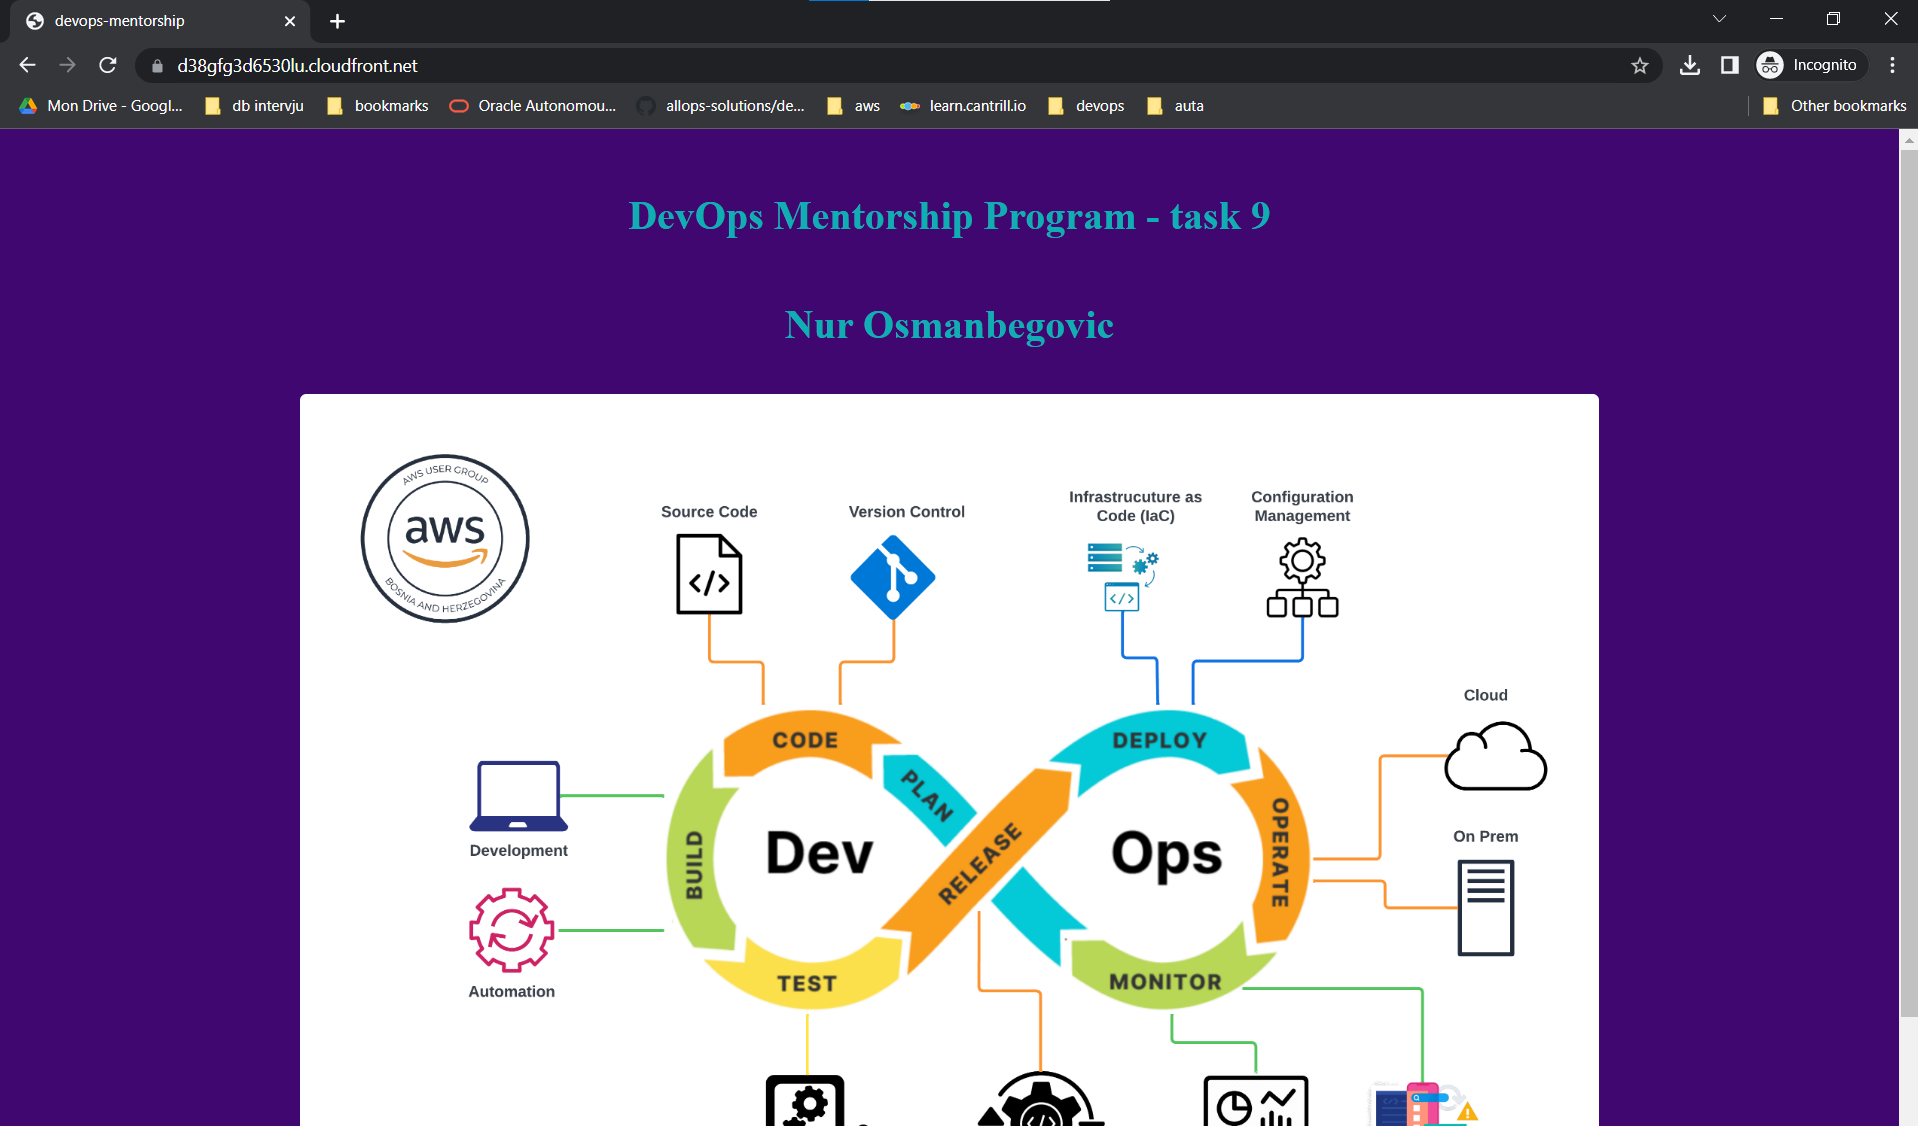 devops-mentorship
d38gfg3d6530lu.cloudfront.net
Incognito
Mon Drive - Googl...
db intervju
bookmarks
Oracle Autonomou...
allops-solutions/de...
aws
learn.cantrill.io
devops
auta
Other bookmarks
DevOps Mentorship Program - task 9
Nur Osmanbegovic
AWS USER GROUP
aws
BOSNIA AND HERZEGOVINA
Source Code
</>
Version Control
Infrastrucuture as
Code (IaC)
</>
Configuration
Management
Cloud
On Prem
Development
Automation
CODE
PLAN
BUILD
Dev
TEST
RELEASE
DEPLOY
Ops
OPERATE
MONITOR
</>